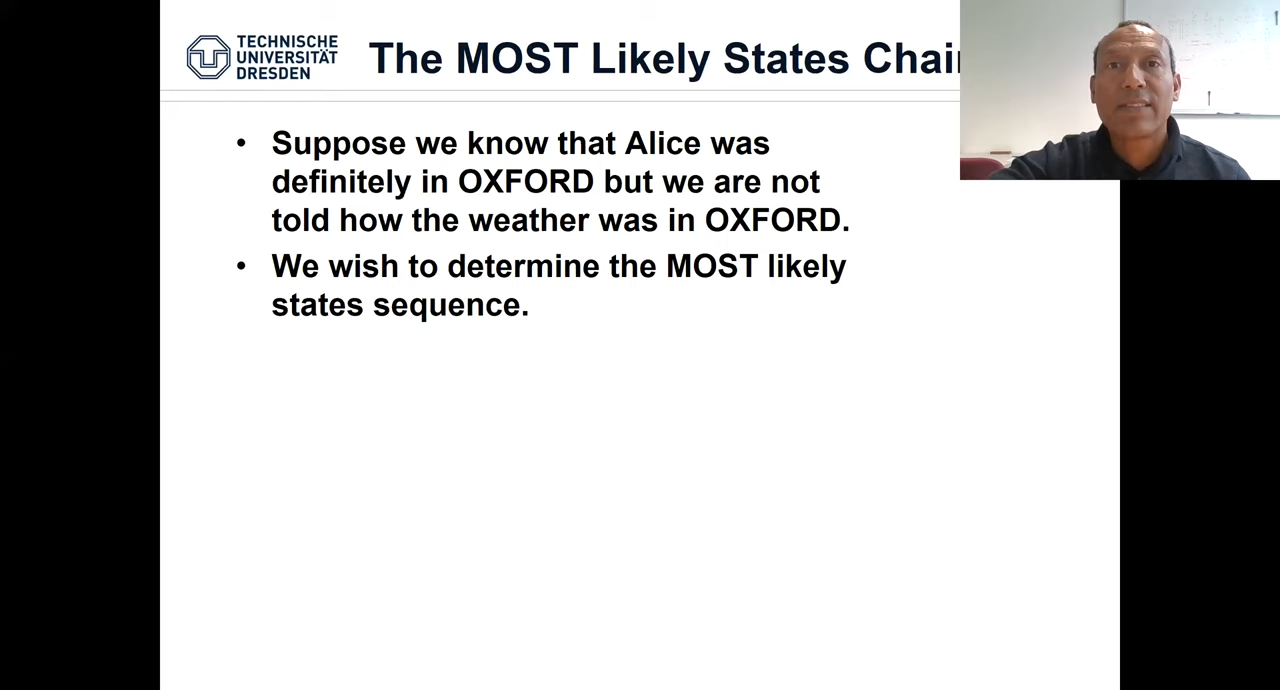 TECHNISCHE
UNIVERSITÄT
DRESDEN
The MOST Likely States Chain
• Suppose we know that Alice was
definitely in OXFORD but we are not
told how the weather was in OXFORD.
• We wish to determine the MOST likely
states sequence.